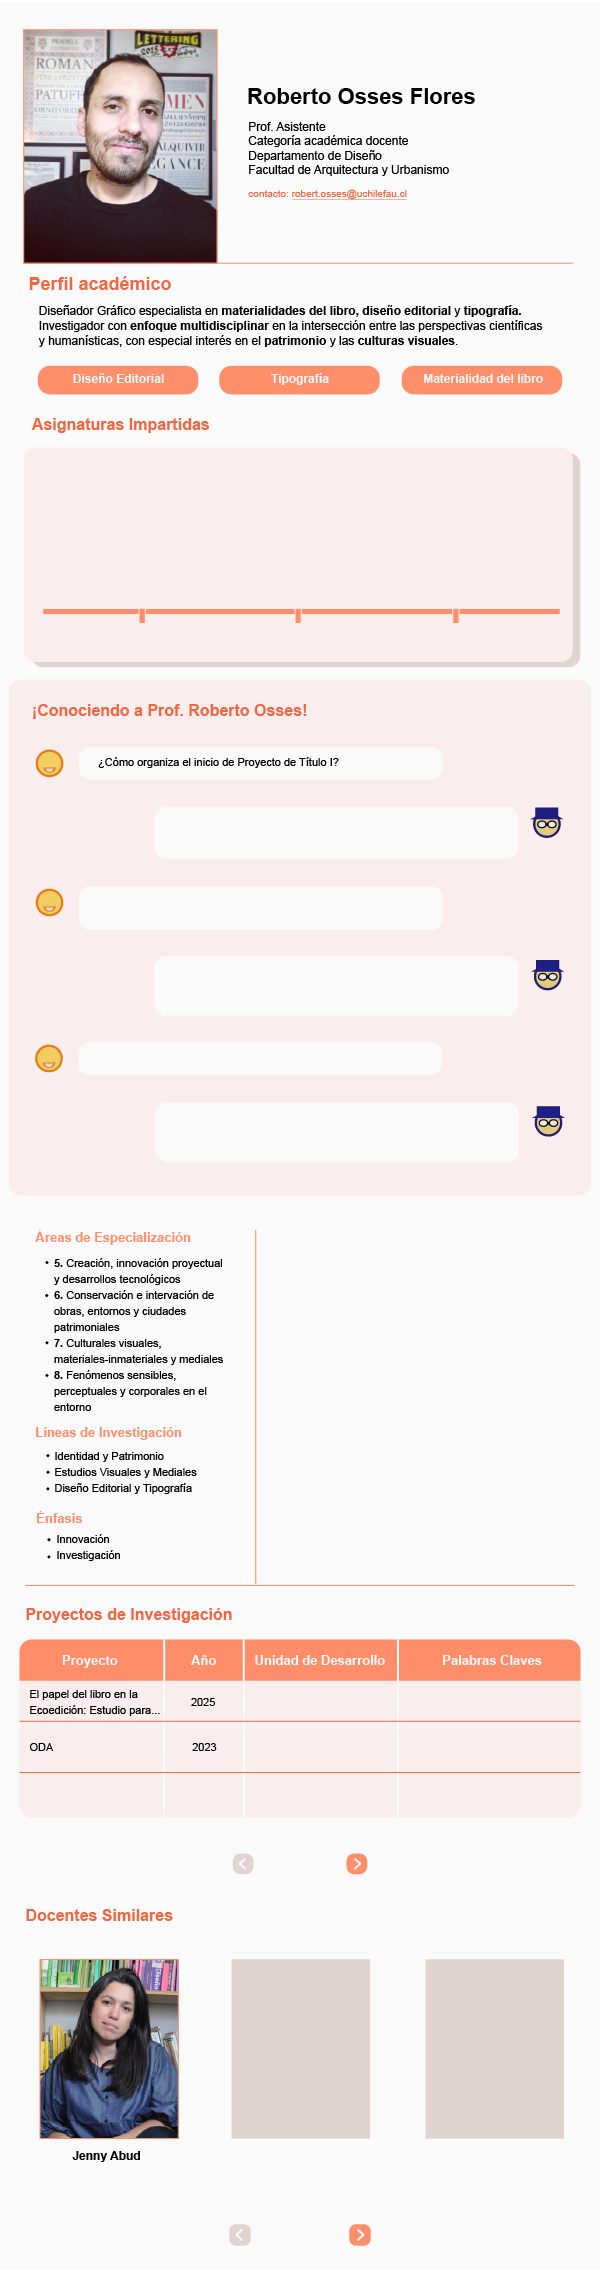 LETTERING
2015
ROMAN
PATUFF
MEN
ALQUIVIR
EGANCE
Roberto Osses Flores
Prof. Asistente
Categoría académica docente
Departamento de Diseño
Facultad de Arquitectura y Urbanismo
contacto: robert.osses@uchilefau.cl
Perfil académico
Diseñador Gráfico especialista en materialidades del libro, diseño editorial y tipografía.
Investigador con enfoque multidisciplinar en la intersección entre las perspectivas científicas
y humanísticas, con especial interés en el patrimonio y las culturas visuales.
Diseño Editorial
Tipografía
Materialidad del libro
Asignaturas Impartidas
¡Conociendo a Prof. Roberto Osses!
¿Cómo organiza el inicio de Proyecto de Título I?
Áreas de Especialización
• 5. Creación, innovación proyectual
y desarrollos tecnológicos
• 6. Conservación e intervación de
obras, entornos y ciudades
patrimoniales
• 7. Culturales visuales,
materiales-inmateriales y mediales
• 8. Fenómenos sensibles,
perceptuales y corporales en el
entorno
Líneas de Investigación
• Identidad y Patrimonio
• Estudios Visuales y Mediales
• Diseño Editorial y Tipografía
Énfasis
• Innovación
• Investigación
Proyectos de Investigación
Proyecto Año Unidad de Desarrollo Palabras Claves
El papel del libro en la
Ecoedición: Estudio para...
2025
ODA 2023
Docentes Similares
Jenny Abud